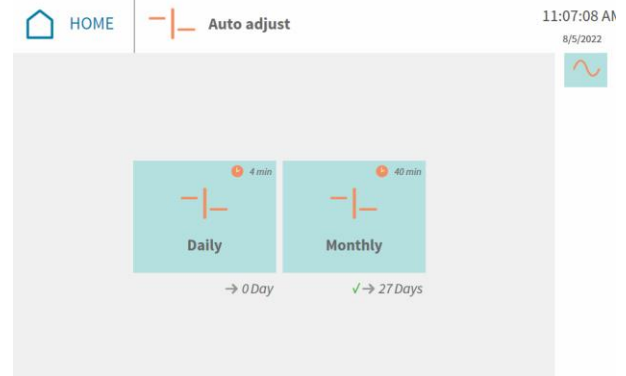 HOME
Auto adjust
11:07:08 AM
8/5/2022
4 min
40 min
Daily
Monthly
→ 0 Day
✓→ 27 Days